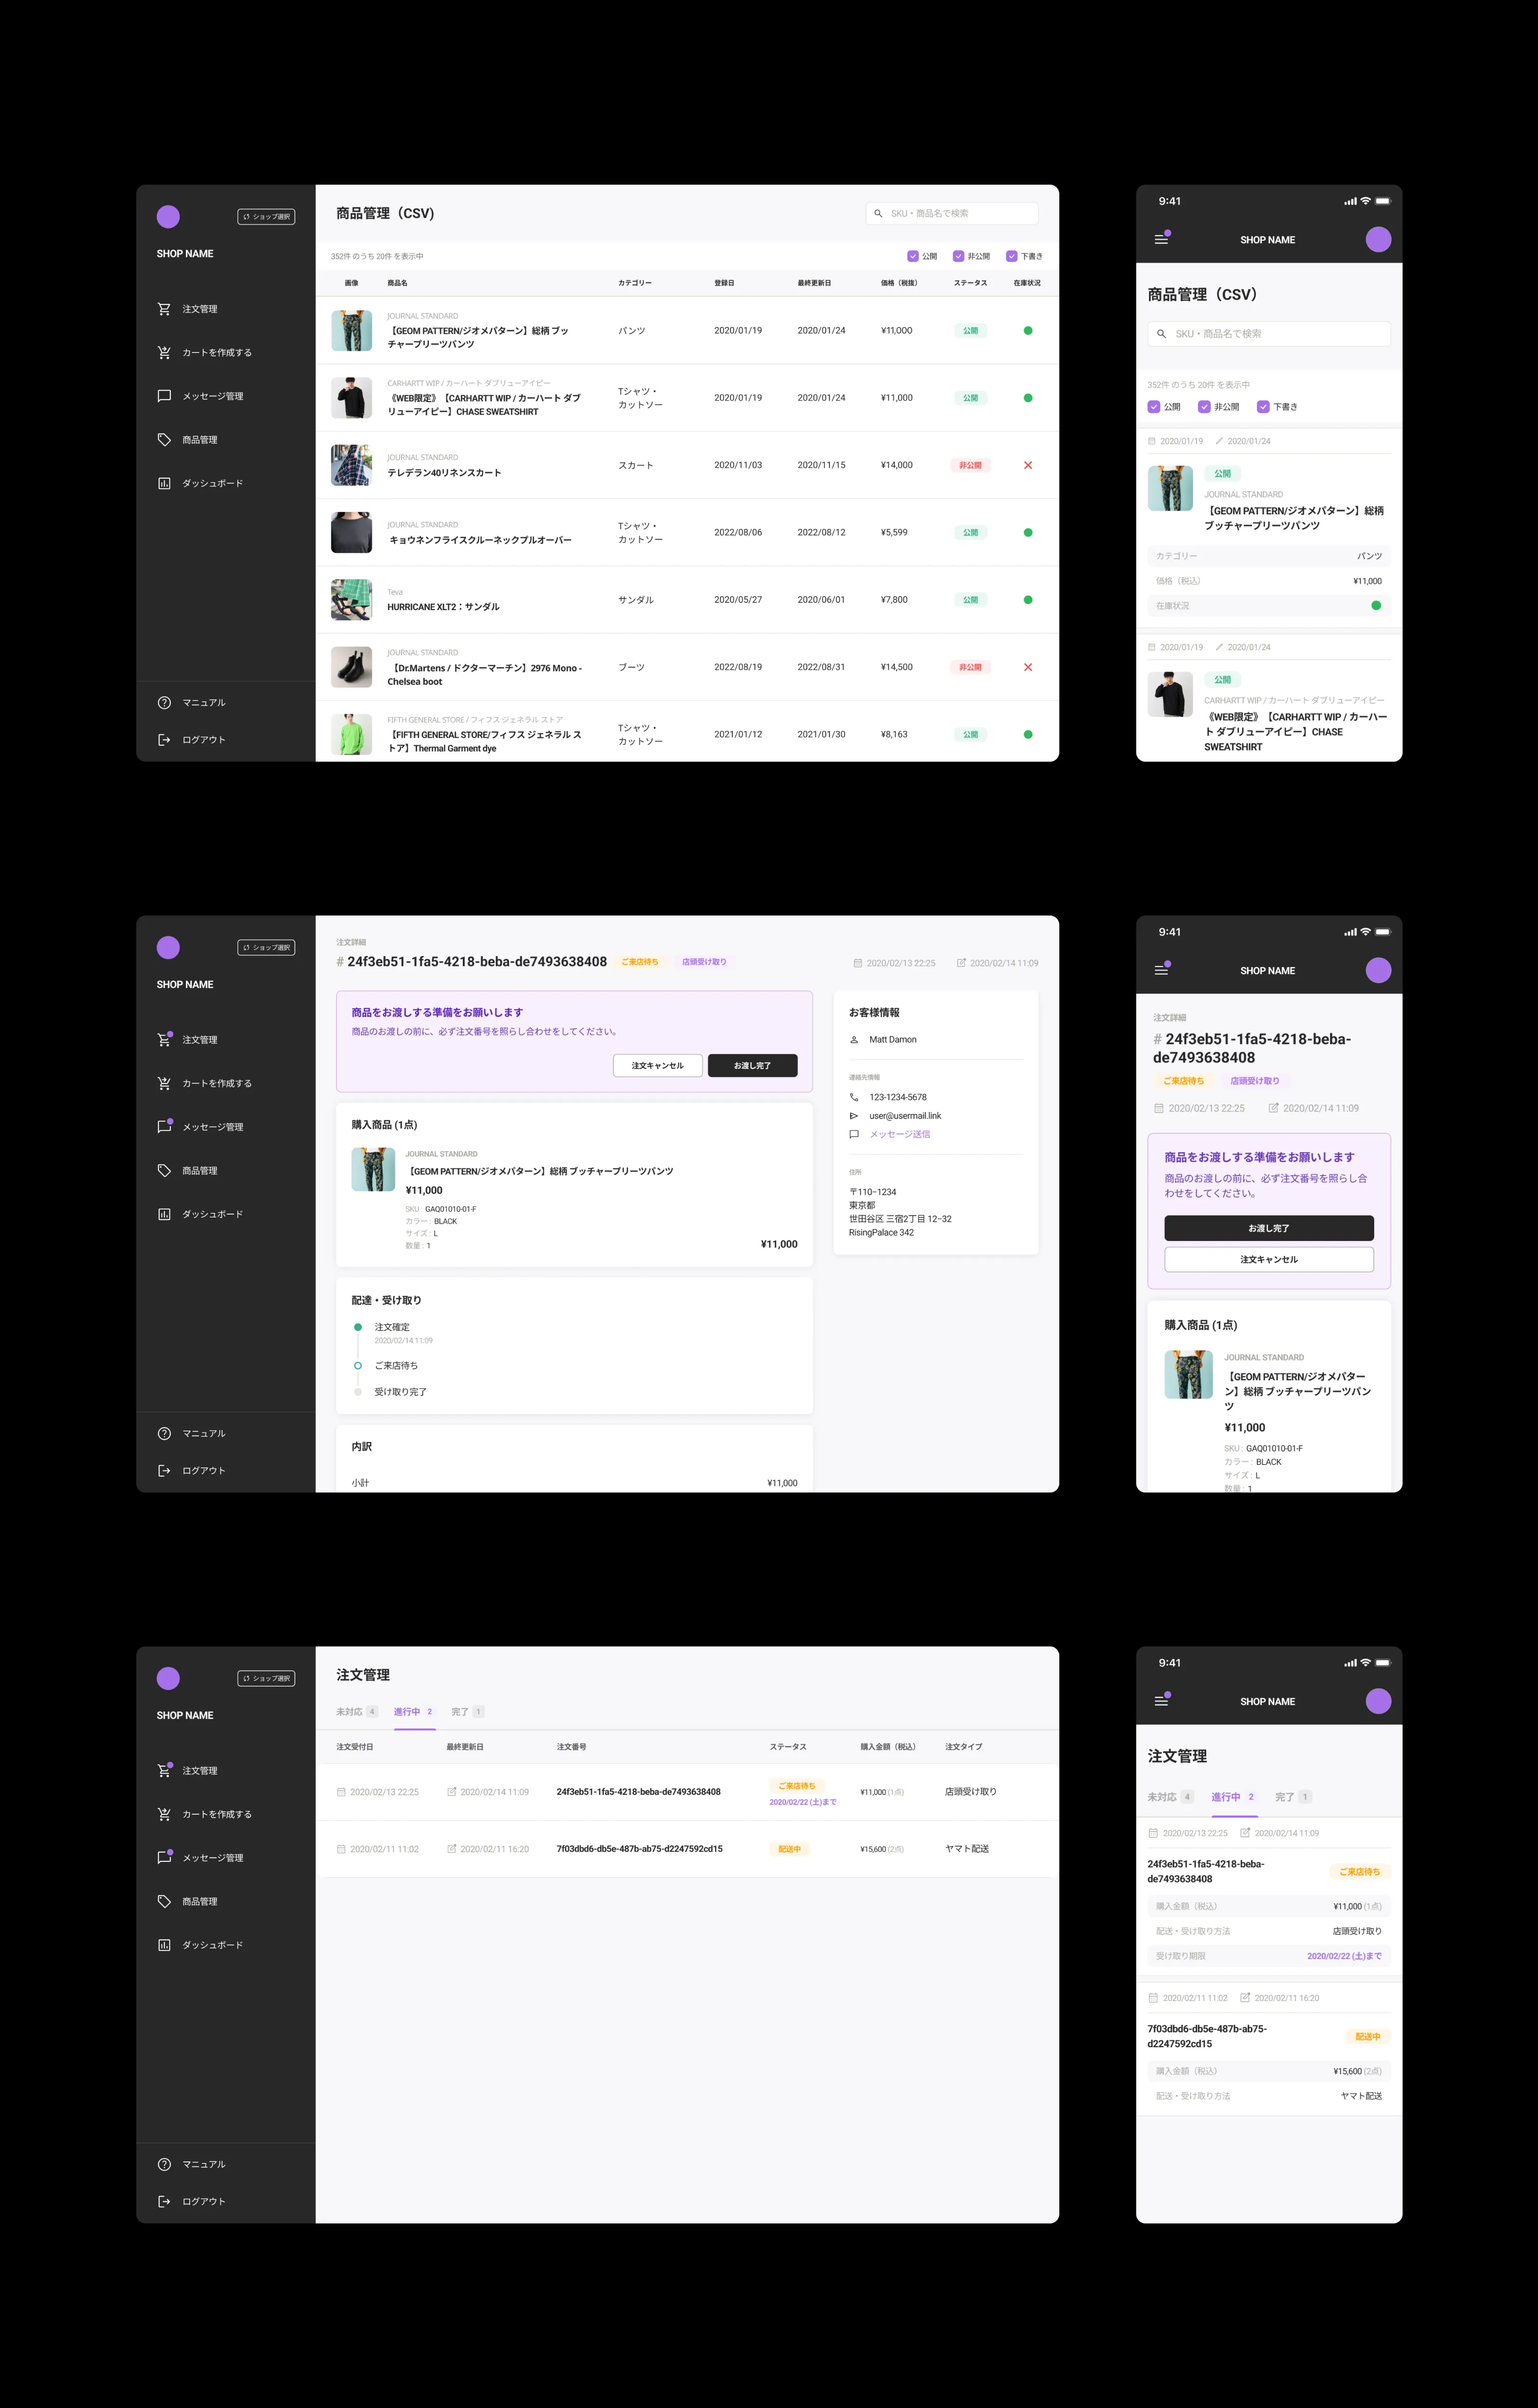 ショップ選択
SHOP NAME
注文管理
カートを作成する
メッセージ管理
商品管理
ダッシュボード
マニュアル
ログアウト
商品管理（CSV）
SKU・商品名で検索
352件 のうち 20件 を表示中
公開 非公開 下書き
画像 商品名 カテゴリー 登録日 最終更新日 価格（税抜） ステータス 在庫状況
JOURNAL STANDARD
【GEOM PATTERN/ジオメパターン】総柄 ブッ
チャープリーツパンツ
パンツ 2020/01/19 2020/01/24 ¥11,000 公開
CARHARTT WIP / カーハート ダブリューアイピー
《WEB限定》【CARHARTT WIP / カーハート ダブ
リューアイピー】CHASE SWEATSHIRT
Tシャツ・
カットソー
2020/01/19 2020/01/24 ¥11,000 公開
JOURNAL STANDARD
テレデラン40リネンスカート
スカート 2020/11/03 2020/11/15 ¥14,000 非公開
JOURNAL STANDARD
キョウネンフライスクルーネックプルオーバー
Tシャツ・
カットソー
2022/08/06 2022/08/12 ¥5,599 公開
Teva
HURRICANE XLT2：サンダル
サンダル 2020/05/27 2020/06/01 ¥7,800 公開
JOURNAL STANDARD
【Dr.Martens / ドクターマーチン】2976 Mono -
Chelsea boot
ブーツ 2022/08/19 2022/08/31 ¥14,500 非公開
FIFTH GENERAL STORE / フィフス ジェネラル ストア
【FIFTH GENERAL STORE/フィフス ジェネラル ス
トア】Thermal Garment dye
Tシャツ・
カットソー
2021/01/12 2021/01/30 ¥8,163 公開
9:41
SHOP NAME
商品管理（CSV）
SKU・商品名で検索
352件 のうち 20件 を表示中
公開 非公開 下書き
2020/01/19 2020/01/24
公開
JOURNAL STANDARD
【GEOM PATTERN/ジオメパターン】総柄
ブッチャープリーツパンツ
カテゴリー パンツ
価格（税込） ¥11,000
在庫状況
2020/01/19 2020/01/24
公開
CARHARTT WIP / カーハート ダブリューアイピー
《WEB限定》【CARHARTT WIP / カーハー
ト ダブリューアイピー】CHASE
SWEATSHIRT
ショップ選択
SHOP NAME
注文管理
カートを作成する
メッセージ管理
商品管理
ダッシュボード
マニュアル
ログアウト
注文詳細
# 24f3eb51-1fa5-4218-beba-de7493638408 ご来店待ち 店頭受け取り
2020/02/13 22:25 2020/02/14 11:09
商品をお渡しする準備をお願いします
商品のお渡しの前に、必ず注文番号を照らし合わせをしてください。
注文キャンセル お渡し完了
購入商品 (1点)
JOURNAL STANDARD
【GEOM PATTERN/ジオメパターン】総柄 ブッチャープリーツパンツ
¥11,000
SKU : GAQ01010-01-F
カラー : BLACK
サイズ : L
数量 : 1
¥11,000
配達・受け取り
注文確定
2020/02/14 11:09
ご来店待ち
受け取り完了
内訳
小計 ¥11,000
お客様情報
Matt Damon
連絡先情報
123-1234-5678
user@usermail.link
メッセージ送信
住所
〒110−1234
東京都
世田谷区 三宿2丁目 12−32
RisingPalace 342
9:41
SHOP NAME
注文詳細
# 24f3eb51-1fa5-4218-beba-
de7493638408
ご来店待ち 店頭受け取り
2020/02/13 22:25 2020/02/14 11:09
商品をお渡しする準備をお願いします
商品のお渡しの前に、必ず注文番号を照らし合
わせをしてください。
お渡し完了
注文キャンセル
購入商品 (1点)
JOURNAL STANDARD
【GEOM PATTERN/ジオメパター
ン】総柄 ブッチャープリーツパン
ツ
¥11,000
SKU : GAQ01010-01-F
カラー : BLACK
サイズ : L
数量 : 1
ショップ選択
SHOP NAME
注文管理
カートを作成する
メッセージ管理
商品管理
ダッシュボード
マニュアル
ログアウト
注文管理
未対応 4 進行中 2 完了 1
注文受付日 最終更新日 注文番号 ステータス 購入金額（税込） 注文タイプ
2020/02/13 22:25 2020/02/14 11:09 24f3eb51-1fa5-4218-beba-de7493638408 ご来店待ち ¥11,000 (1点) 店頭受け取り
2020/02/22 (土)まで
2020/02/11 11:02 2020/02/11 16:20 7f03dbd6-db5e-487b-ab75-d2247592cd15 配送中 ¥15,600 (2点) ヤマト配送
9:41
SHOP NAME
注文管理
未対応 4 進行中 2 完了 1
2020/02/13 22:25 2020/02/14 11:09
24f3eb51-1fa5-4218-beba-
de7493638408
ご来店待ち
購入金額（税込） ¥11,000 (1点)
配送・受け取り方法 店頭受け取り
受け取り期限 2020/02/22 (土)まで
2020/02/11 11:02 2020/02/11 16:20
7f03dbd6-db5e-487b-ab75-
d2247592cd15
配送中
購入金額（税込） ¥15,600 (2点)
配送・受け取り方法 ヤマト配送